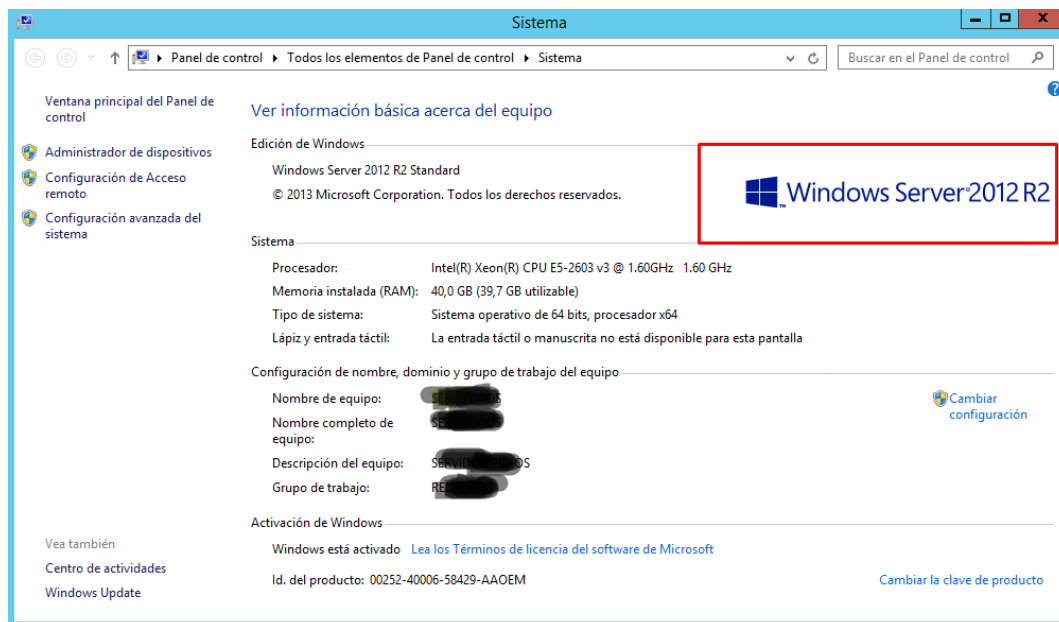 Sistema
Panel de control Todos los elementos de Panel de control Sistema
Buscar en el Panel de control
Ventana principal del Panel de
control
Administrador de dispositivos
Configuración de Acceso
remoto
Configuración avanzada del
sistema
Vea también
Centro de actividades
Windows Update
Ver información básica acerca del equipo
Edición de Windows
Windows Server 2012 R2 Standard
© 2013 Microsoft Corporation. Todos los derechos reservados.
Windows Server 2012 R2
Sistema
Procesador: Intel(R) Xeon(R) CPU E5-2603 v3 @ 1.60GHz 1.60 GHz
Memoria instalada (RAM): 40,0 GB (39,7 GB utilizable)
Tipo de sistema: Sistema operativo de 64 bits, procesador x64
Lápiz y entrada táctil: La entrada táctil o manuscrita no está disponible para esta pantalla
Configuración de nombre, dominio y grupo de trabajo del equipo
Nombre de equipo:
Cambiar
configuración
Nombre completo de
equipo:
Descripción del equipo:
Grupo de trabajo:
Activación de Windows
Windows está activado Lea los Términos de licencia del software de Microsoft
Id. del producto: 00252-40006-58429-AAOEM
Cambiar la clave de producto